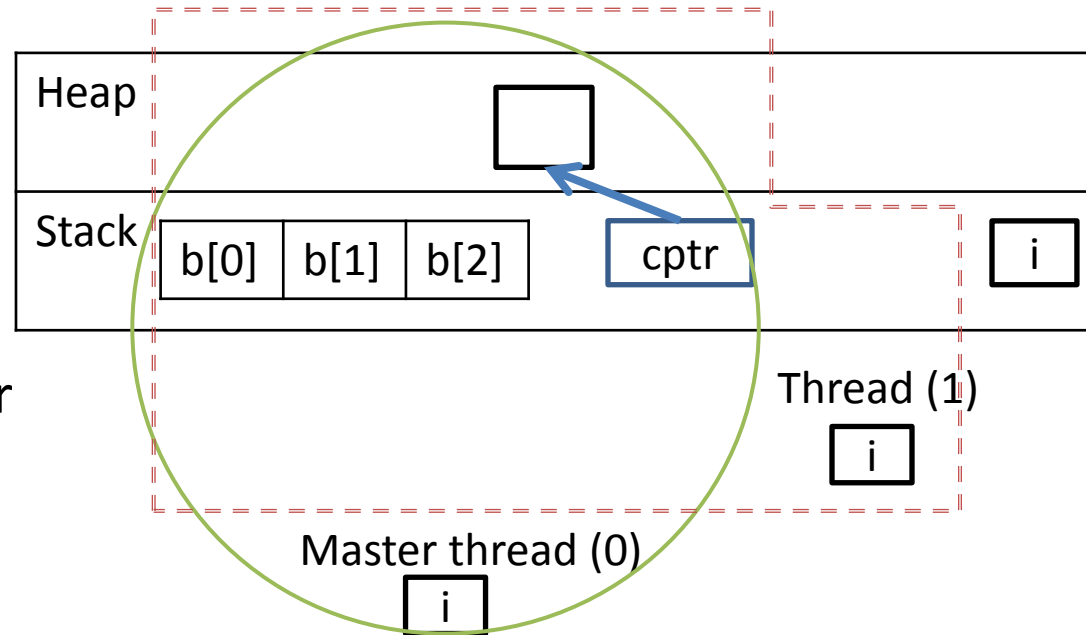 Heap
Stack
b[0] b[1] b[2] cptr i
r
Thread (1)
i
Master thread (0)
i